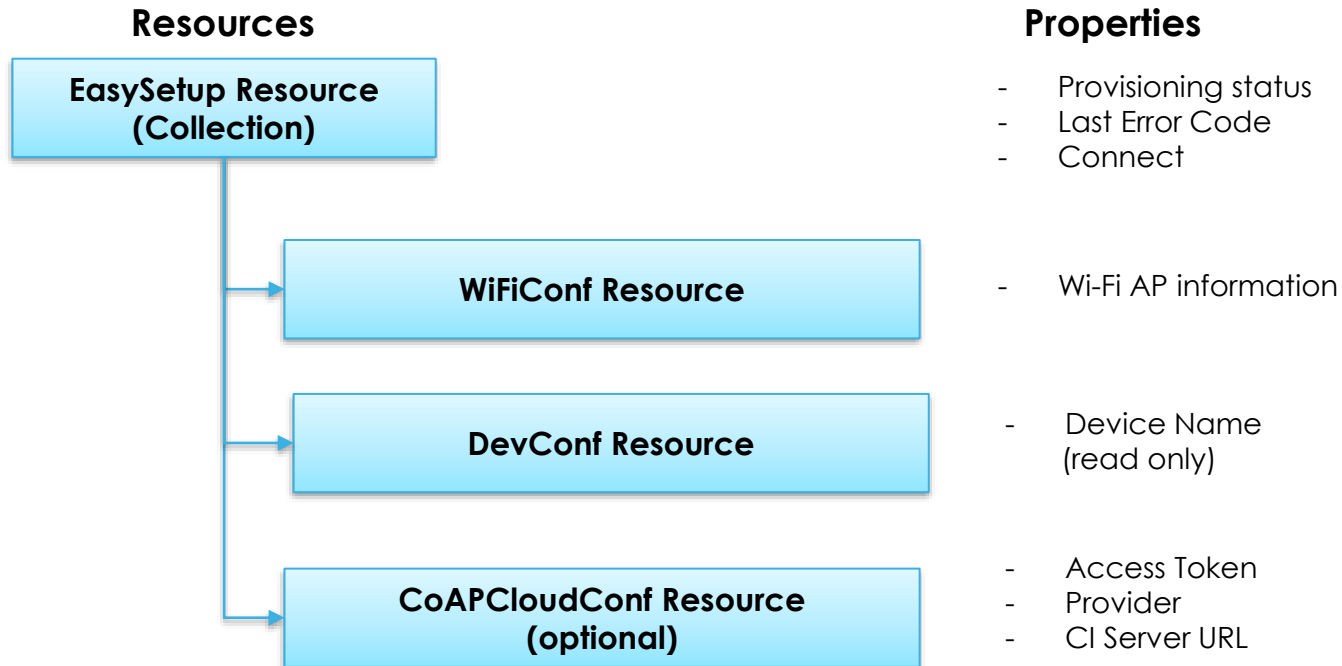 Resources
Properties
EasySetup Resource
(Collection)
- Provisioning status
- Last Error Code
- Connect
WiFiConf Resource
- Wi-Fi AP information
DevConf Resource
- Device Name
(read only)
CoAPCloudConf Resource
(optional)
- Access Token
- Provider
- CI Server URL